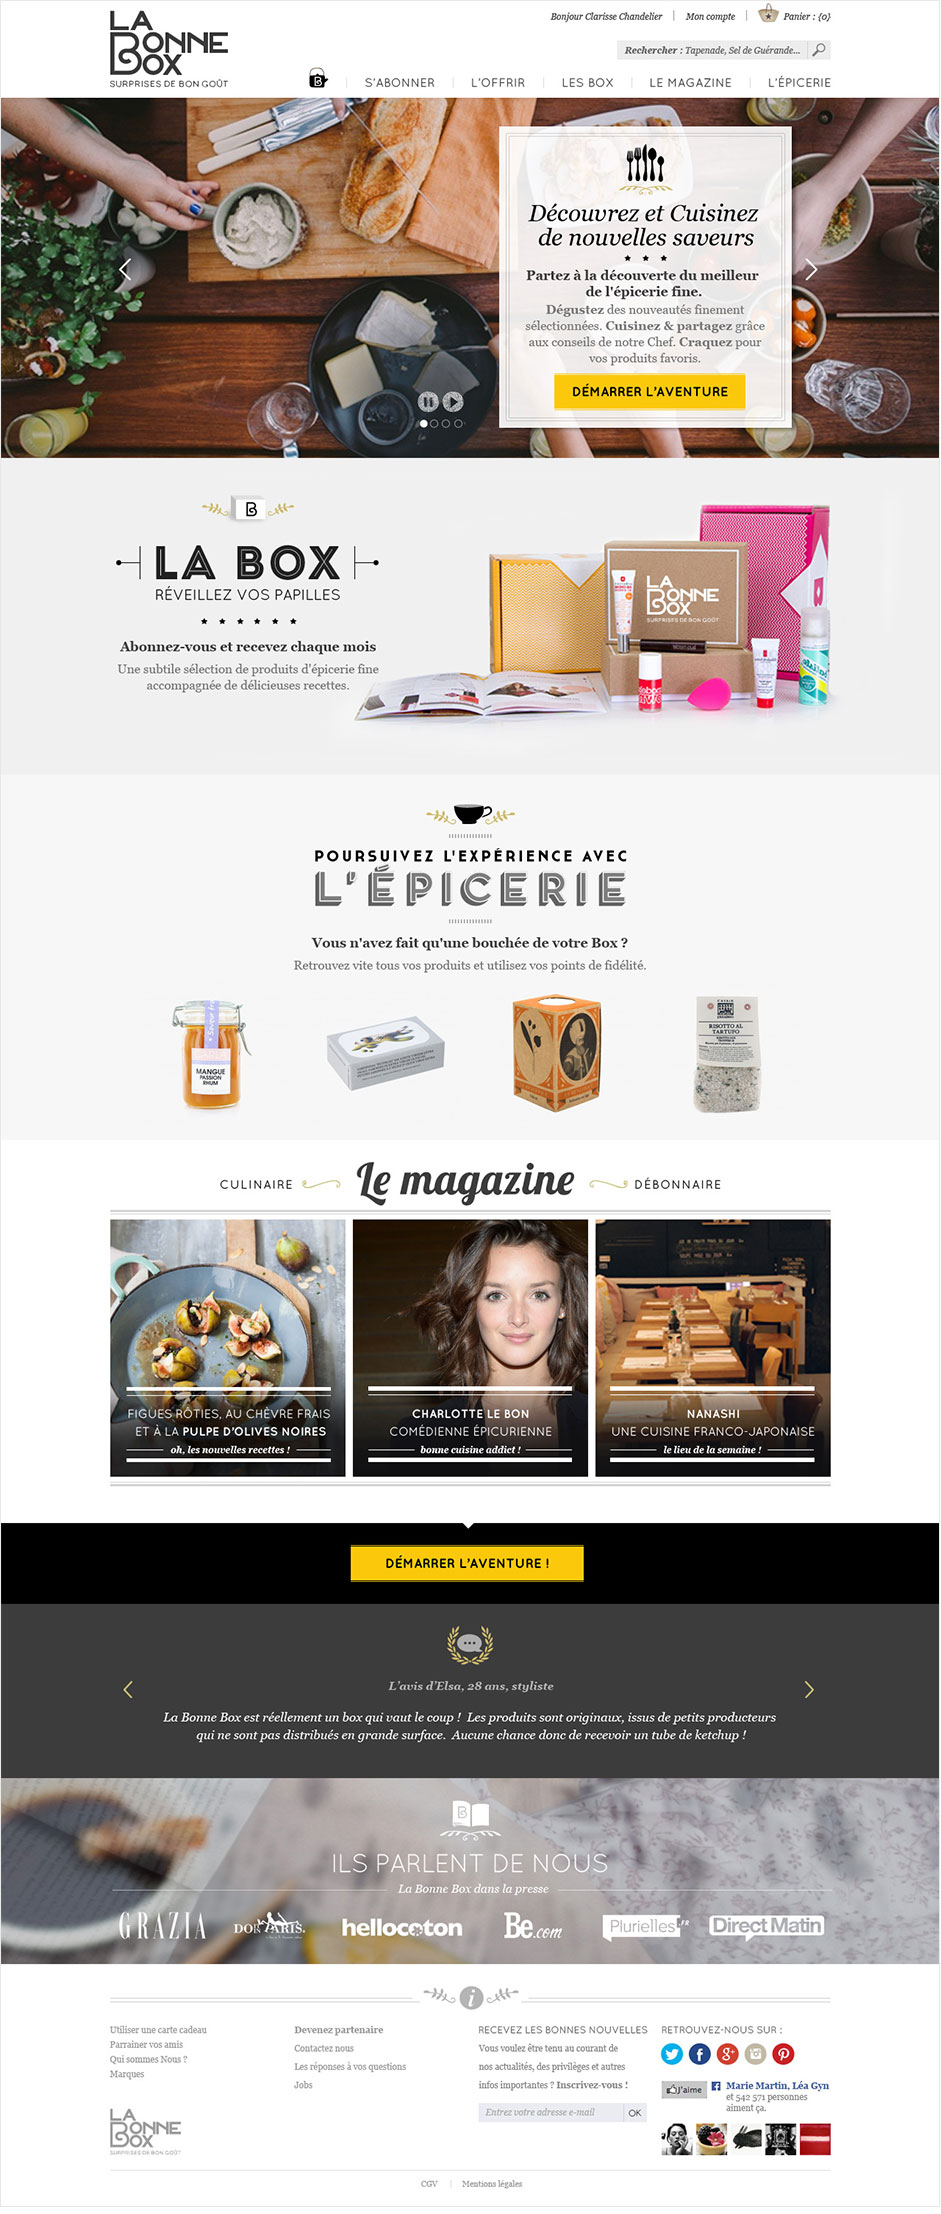 LA
BONNE
BOX
SURPRISES DE BON GOÛT
Bonjour Clarisse Chandelier | Mon compte | Panier : {0}
Rechercher : Tapenade, Sel de Guérande...
S'ABONNER | L'OFFRIR | LES BOX | LE MAGAZINE | L'ÉPICERIE
Découvrez et Cuisinez
de nouvelles saveurs
Partez à la découverte du meilleur
de l'épicerie fine.
Dégustez des nouveautés finement
sélectionnées. Cuisinez & partagez grâce
aux conseils de notre Chef. Craquez pour
vos produits favoris.
DÉMARRER L'AVENTURE
B
LA BOX
RÉVEILLEZ VOS PAPILLES
Abonnez-vous et recevez chaque mois
Une subtile sélection de produits d'épicerie fine
accompagnée de délicieuses recettes.
LA
BONNE
BOX
SURPRISES DE BON GOÛT
POURSUIVEZ L'EXPÉRIENCE AVEC
L'ÉPICERIE
Vous n'avez fait qu'une bouchée de votre Box ?
Retrouvez vite tous vos produits et utilisez vos points de fidélité.
MANGUE
PASSION
RHUM
RISOTTO AL
TARTUFO
CULINAIRE Le magazine DÉBONNAIRE
FIGUES RÔTIES, AU CHÈVRE FRAIS
ET À LA PULPE D'OLIVES NOIRES
oh, les nouvelles recettes !
CHARLOTTE LE BON
COMÉDIENNE ÉPICURIENNE
bonne cuisine addict !
NANASHI
UNE CUISINE FRANCO-JAPONAISE
le lieu de la semaine !
DÉMARRER L'AVENTURE !
L'avis d'Elsa, 28 ans, styliste
La Bonne Box est réellement un box qui vaut le coup ! Les produits sont originaux, issus de petits producteurs
qui ne sont pas distribués en grande surface. Aucune chance donc de recevoir un tube de ketchup !
ILS PARLENT DE NOUS
La Bonne Box dans la presse
GRAZIA DO IT IN PARIS. hellocoton Be.com Plurielles.FR Direct Matin
Utiliser une carte cadeau
Parrainer vos amis
Qui sommes Nous ?
Marques
LA
BONNE
BOX
SURPRISES DE BON GOÛT
Devenez partenaire
Contactez nous
Les réponses à vos questions
Jobs
RECEVEZ LES BONNES NOUVELLES
Vous voulez être tenu au courant de
nos actualités, des privilèges et autres
infos importantes ? Inscrivez-vous !
Entrez votre adresse e-mail OK
RETROUVEZ-NOUS SUR :
J'aime
Marie Martin, Léa Gyn
et 542 571 personnes
aiment ça.
CGV | Mentions légales